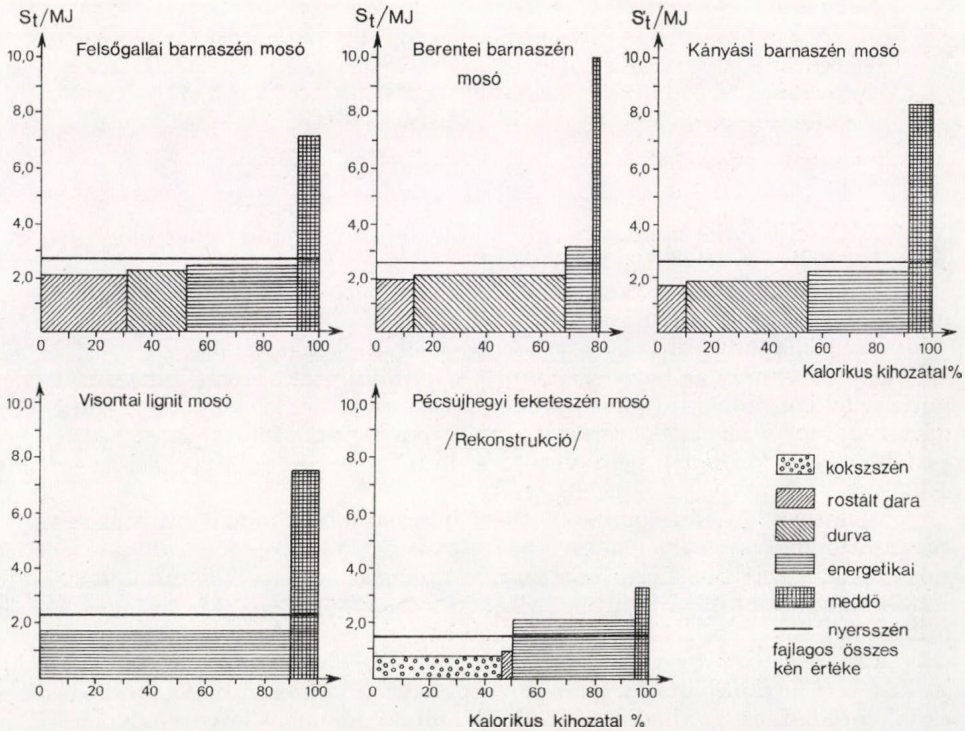 St/MJ
Felsőgallai barnaszén mosó
10,0
8,0
6,0
4,0
2,0
0 20 40 60 80 100
St/MJ
Berentei barnaszén
mosó
10,0
8,0
6,0
4,0
2,0
0 20 40 60 80
St/MJ
Kányási barnaszén mosó
10,0
8,0
6,0
4,0
2,0
0 20 40 60 80 100
Kalorikus kihozatal%
Visontai lignit mosó
10,0
8,0
6,0
4,0
2,0
0 20 40 60 80 100
Pécsújhegyi feketeszén mosó
/Rekonstrukció/
10,0
8,0
6,0
4,0
2,0
0 20 40 60 80 100
Kalorikus kihozatal %
kokszszén
rostált dara
durva
energetikai
meddő
nyersszén
fajlagos összes
kén értéke